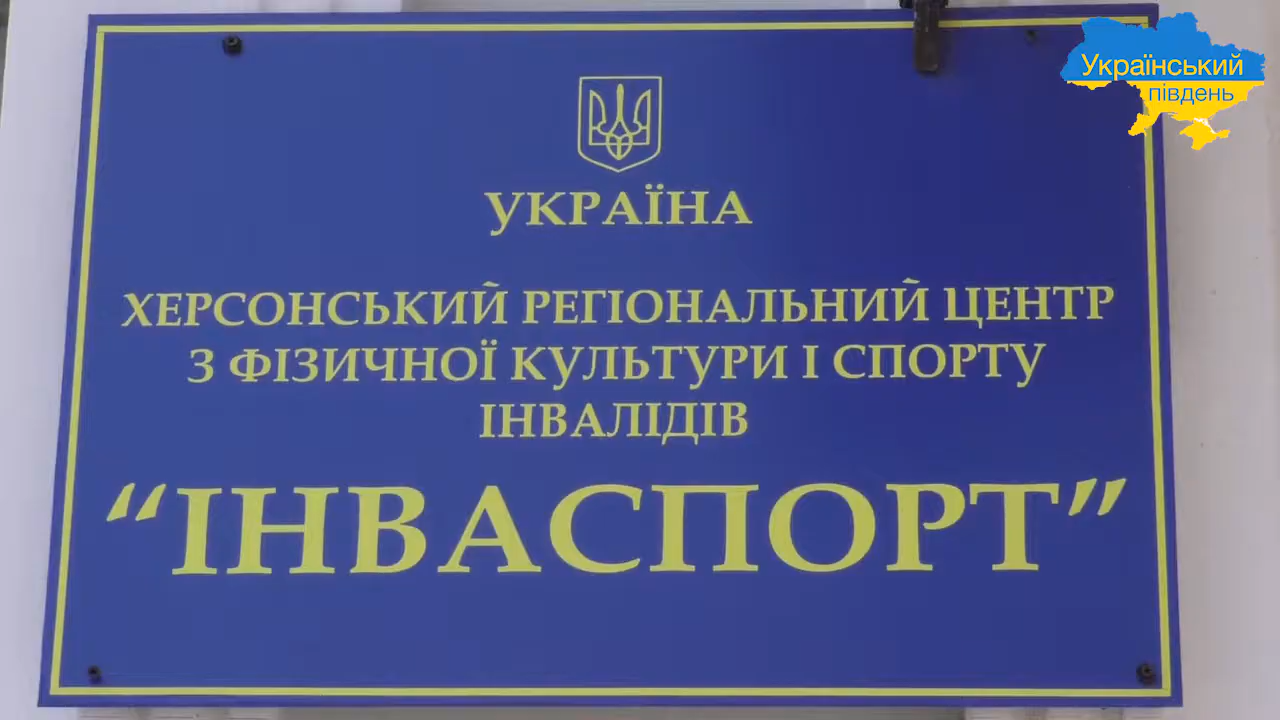 Український
південь
УКРАЇНА
ХЕРСОНСЬКИЙ РЕГІОНАЛЬНИЙ ЦЕНТР
З ФІЗИЧНОЇ КУЛЬТУРИ І СПОРТУ
ІНВАЛІДІВ
“ІНВАСПОРТ”